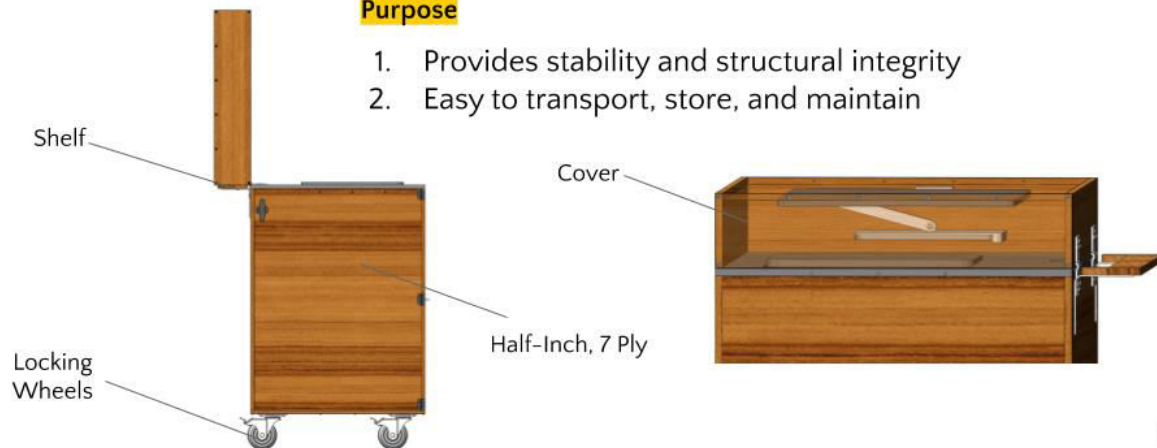 Purpose
1. Provides stability and structural integrity
2. Easy to transport, store, and maintain
Shelf
Cover
Half-Inch, 7 Ply
Locking
Wheels